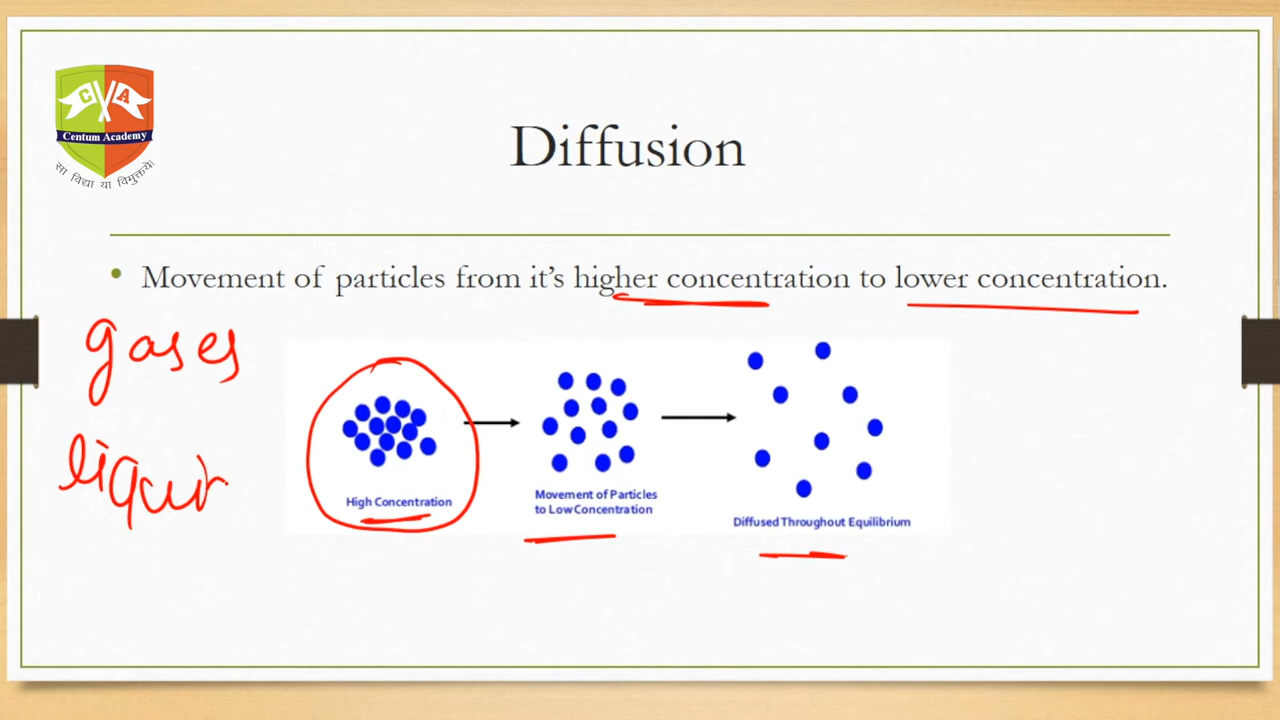 CA
Centum Academy
सा विद्या या विमुक्तये।
Diffusion
• Movement of particles from it's higher concentration to lower concentration.
gases
High Concentration
Movement of Particles
to Low Concentration
Diffused Throughout Equilibrium